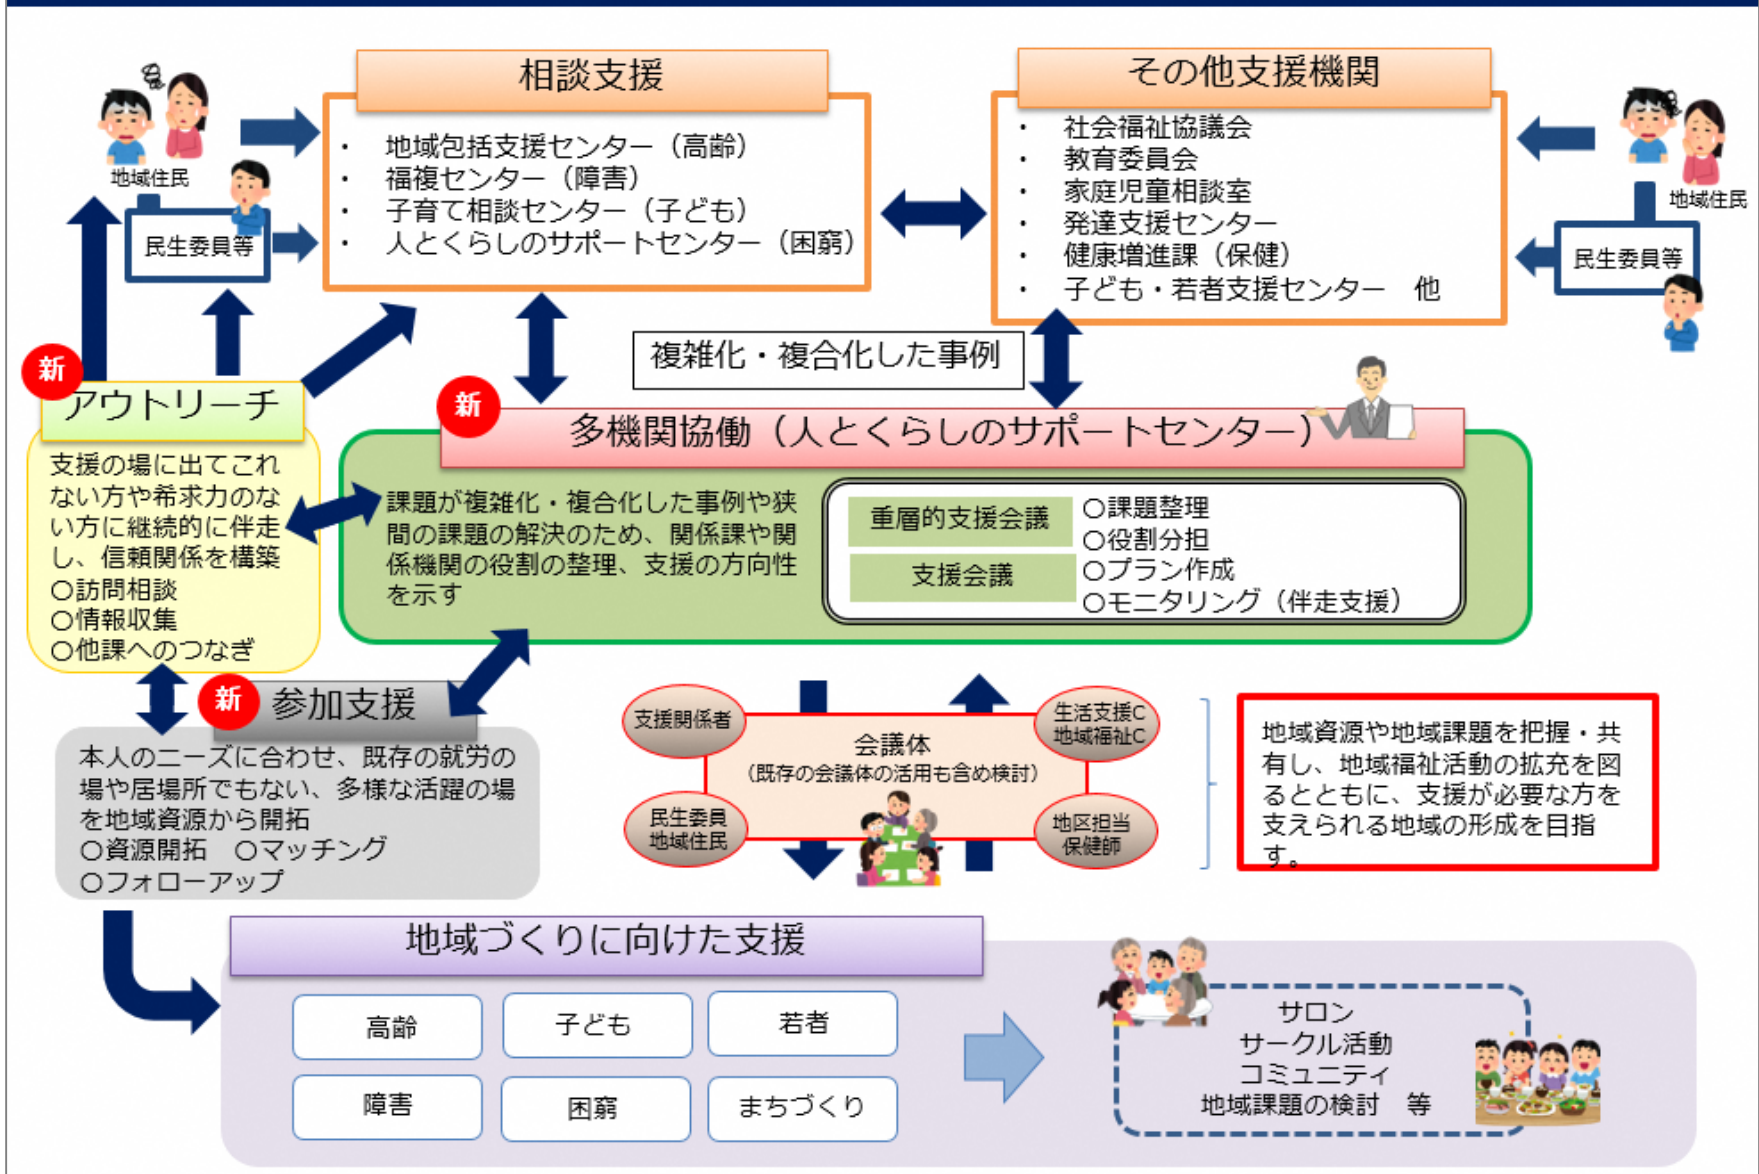 相談支援
・ 地域包括支援センター（高齢）
・ 福複センター（障害）
・ 子育て相談センター（子ども）
・ 人とくらしのサポートセンター（困窮）
その他支援機関
・ 社会福祉協議会
・ 教育委員会
・ 家庭児童相談室
・ 発達支援センター
・ 健康増進課（保健）
・ 子ども・若者支援センター　他
地域住民
民生委員等
地域住民
民生委員等
複雑化・複合化した事例
新
アウトリーチ
支援の場に出てこれ
ない方や希求力のな
い方に継続的に伴走
し、信頼関係を構築
○訪問相談
○情報収集
○他課へのつなぎ
新
多機関協働（人とくらしのサポートセンター）
課題が複雑化・複合化した事例や狭
間の課題の解決のため、関係課や関
係機関の役割の整理、支援の方向性
を示す
重層的支援会議
支援会議
○課題整理
○役割分担
○プラン作成
○モニタリング（伴走支援）
新
参加支援
本人のニーズに合わせ、既存の就労の
場や居場所でもない、多様な活躍の場
を地域資源から開拓
○資源開拓　○マッチング
○フォローアップ
支援関係者
生活支援C
地域福祉C
会議体
（既存の会議体の活用も含め検討）
民生委員
地域住民
地区担当
保健師
地域資源や地域課題を把握・共
有し、地域福祉活動の拡充を図
るとともに、支援が必要な方を
支えられる地域の形成を目指
す。
地域づくりに向けた支援
高齢
子ども
若者
障害
困窮
まちづくり
サロン
サークル活動
コミュニティ
地域課題の検討　等